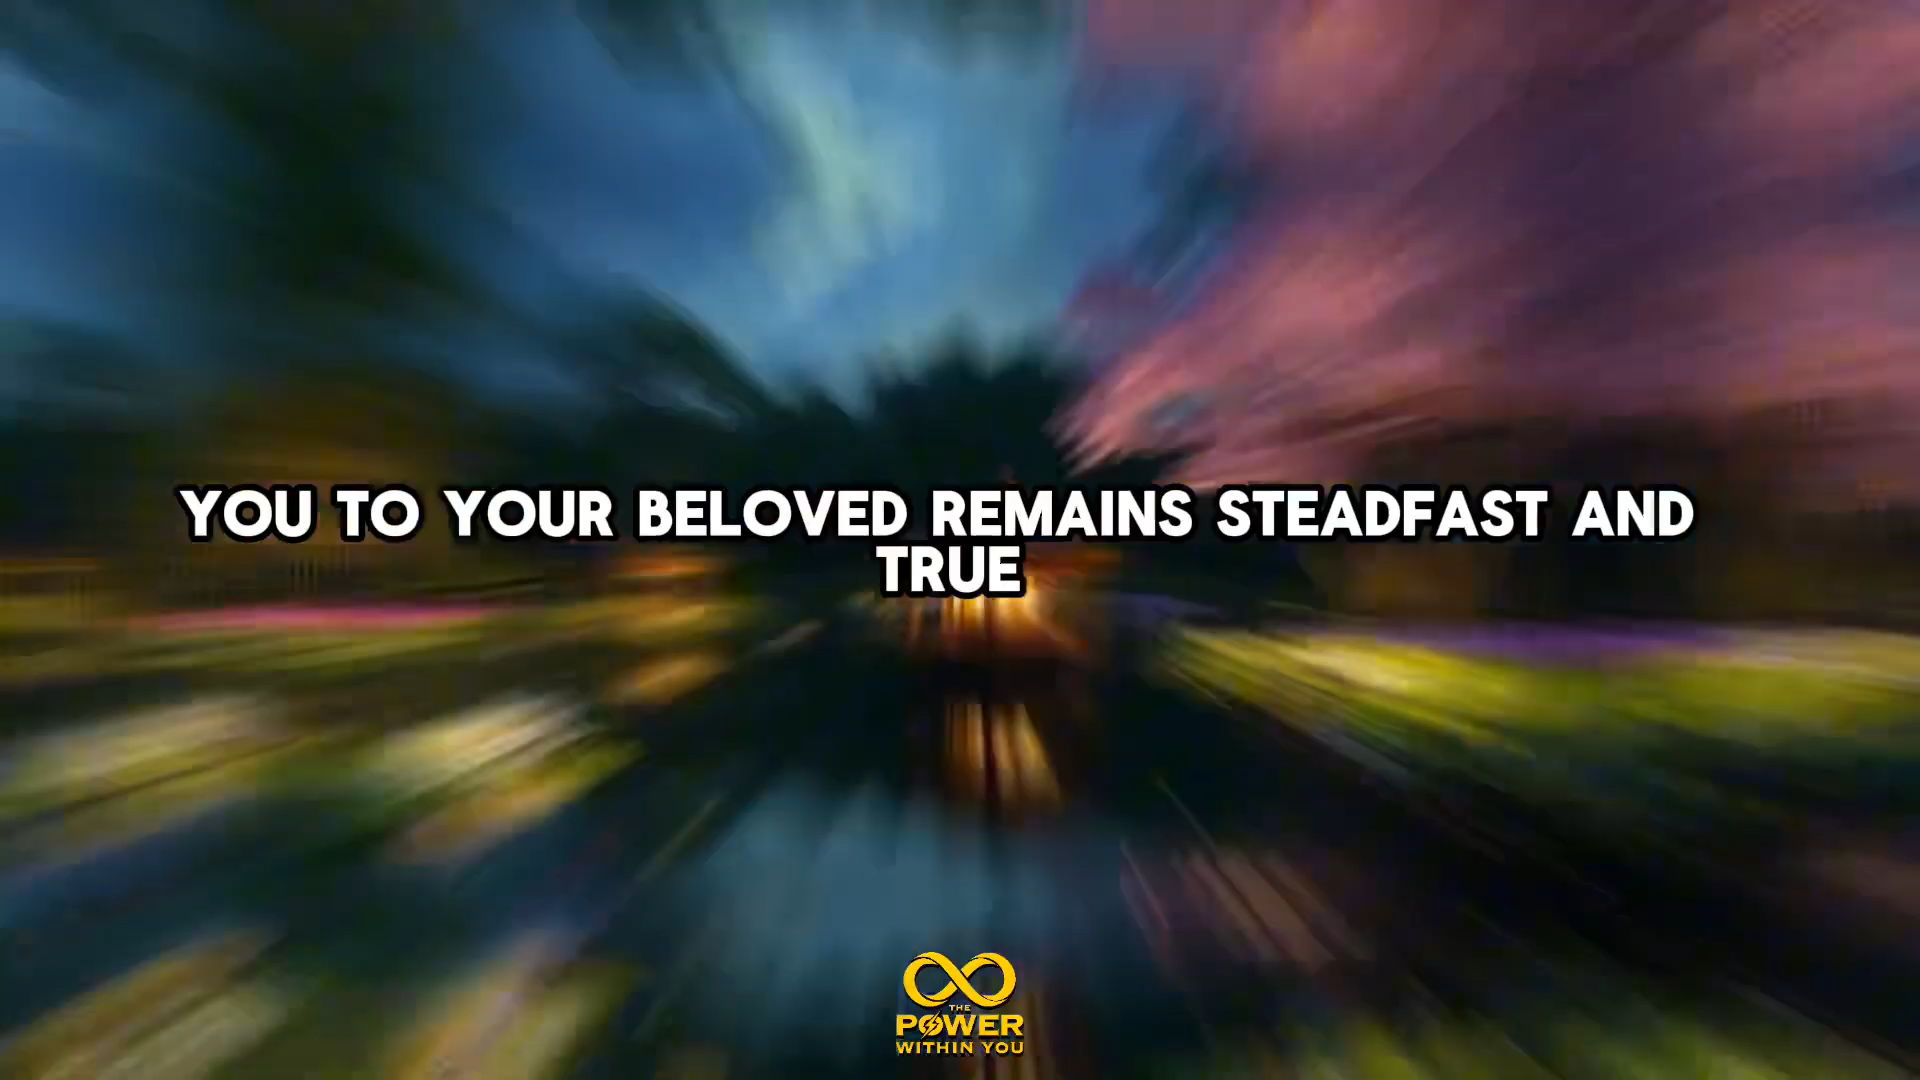 YOU TO YOUR BELOVED REMAINS STEADFAST AND
TRUE
THE
POWER
WITHIN YOU